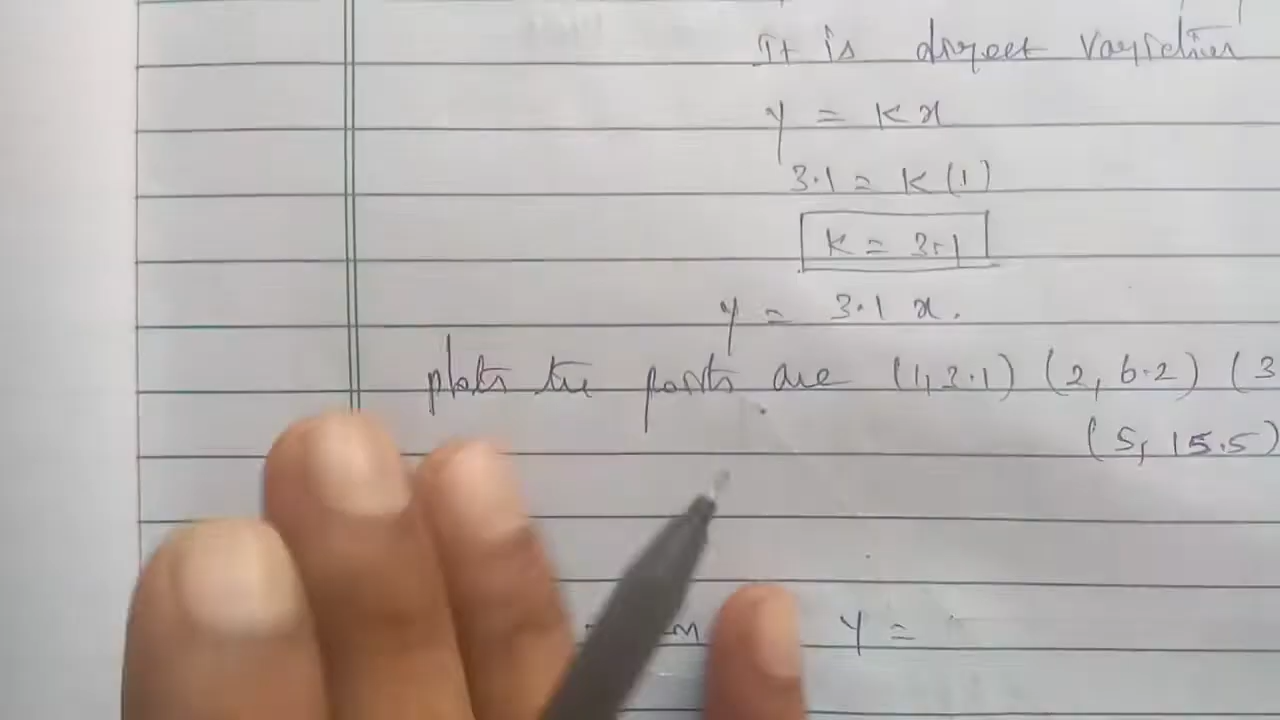 It is direct variation
y = kx
3.1 = k(1)
k = 3.1
y = 3.1 x.
plots the points are (1,3.1) (2, 6.2) (3
(5, 15.5)
y =